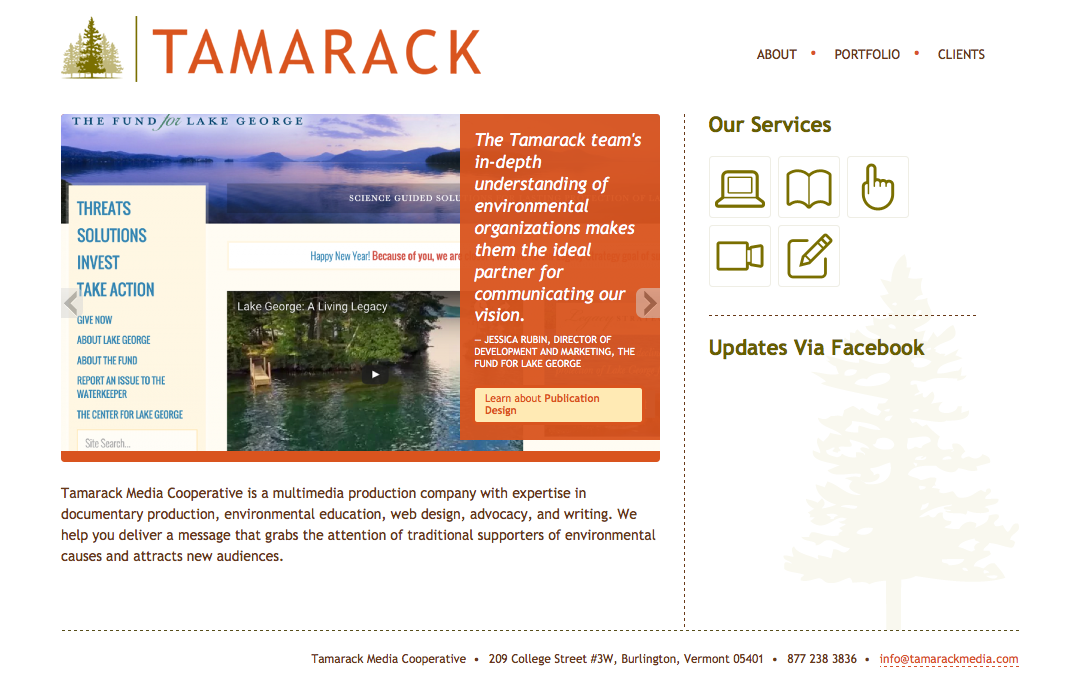 TAMARACK
ABOUT • PORTFOLIO • CLIENTS
THE FUND for LAKE GEORGE
SCIENCE GUIDED SOLU
THREATS
SOLUTIONS
INVEST
TAKE ACTION
GIVE NOW
ABOUT LAKE GEORGE
ABOUT THE FUND
REPORT AN ISSUE TO THE
WATERKEEPER
THE CENTER FOR LAKE GEORGE
Site Search...
Happy New Year! Because of you, we are
Lake George: A Living Legacy
The Tamarack team's
in-depth
understanding of
environmental
organizations makes
them the ideal
partner for
communicating our
vision.
— JESSICA RUBIN, DIRECTOR OF
DEVELOPMENT AND MARKETING, THE
FUND FOR LAKE GEORGE
Learn about Publication
Design
Our Services
Updates Via Facebook
Tamarack Media Cooperative is a multimedia production company with expertise in
documentary production, environmental education, web design, advocacy, and writing. We
help you deliver a message that grabs the attention of traditional supporters of environmental
causes and attracts new audiences.
Tamarack Media Cooperative • 209 College Street #3W, Burlington, Vermont 05401 • 877 238 3836 • info@tamarackmedia.com